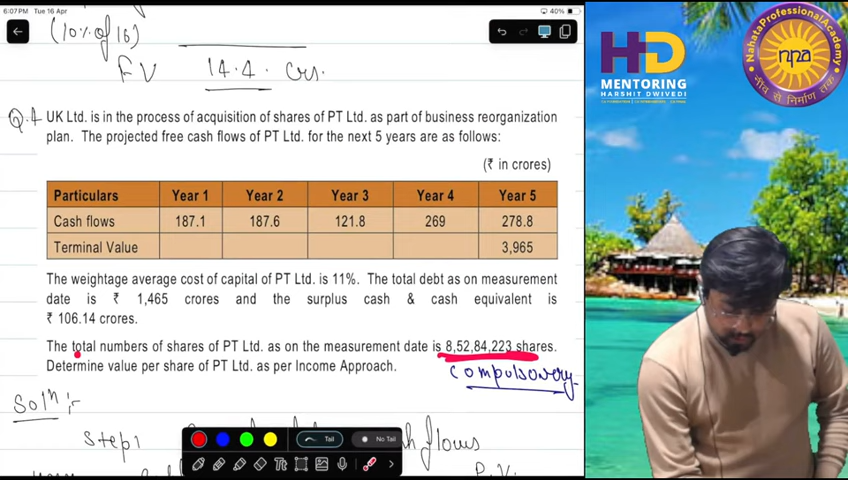 6:07 PM Tue 16 Apr
40%
(10% of 16)
FV 14.4 Crs.
Q.4 UK Ltd. is in the process of acquisition of shares of PT Ltd. as part of business reorganization
plan. The projected free cash flows of PT Ltd. for the next 5 years are as follows:
(₹ in crores)
Particulars Year 1 Year 2 Year 3 Year 4 Year 5
Cash flows 187.1 187.6 121.8 269 278.8
Terminal Value 3,965
The weightage average cost of capital of PT Ltd. is 11%. The total debt as on measurement
date is ₹ 1,465 crores and the surplus cash & cash equivalent is
₹ 106.14 crores.
The total numbers of shares of PT Ltd. as on the measurement date is 8,52,84,223 shares.
Determine value per share of PT Ltd. as per Income Approach.
Compulsovery
Solⁿ :-
Step 1 flows
P.V.
Tail
No Tail
HD
MENTORING
HARSHIT DWIVEDI
Nahata Professional Academy
npa
नींव से निर्माण तक